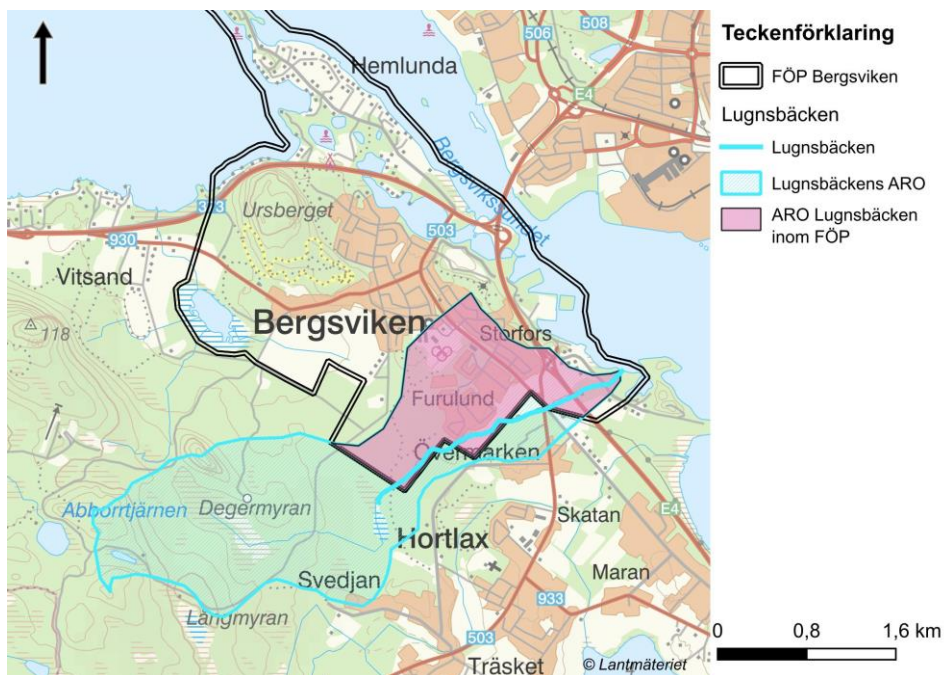 506
508
Hemlunda
E4
Bergsviksundet
373
Ursberget
503
930
Vitsand
118
Bergsviken
Storfors
Furulund
Övermarken
Abborrtjärnen
Degermyran
Hortlax
Skatan
E4
Svedjan
Maran
Långmyran
933
503
Träsket
© Lantmäteriet
Teckenförklaring
FÖP Bergsviken
Lugnsbäcken
Lugnsbäcken
Lugnsbäckens ARO
ARO Lugnsbäcken
inom FÖP
0 0,8 1,6 km